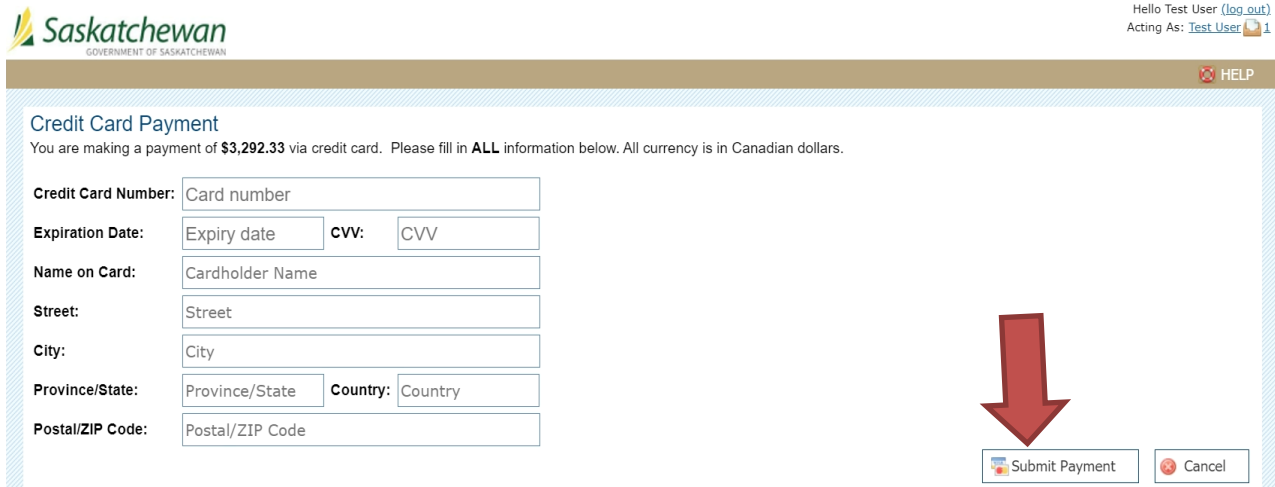 Saskatchewan
GOVERNMENT OF SASKATCHEWAN
Hello Test User (log out)
Acting As: Test User 1
HELP
Credit Card Payment
You are making a payment of $3,292.33 via credit card. Please fill in ALL information below. All currency is in Canadian dollars.
Credit Card Number: Card number
Expiration Date: Expiry date CVV: CVV
Name on Card: Cardholder Name
Street: Street
City: City
Province/State: Province/State Country: Country
Postal/ZIP Code: Postal/ZIP Code
Submit Payment Cancel